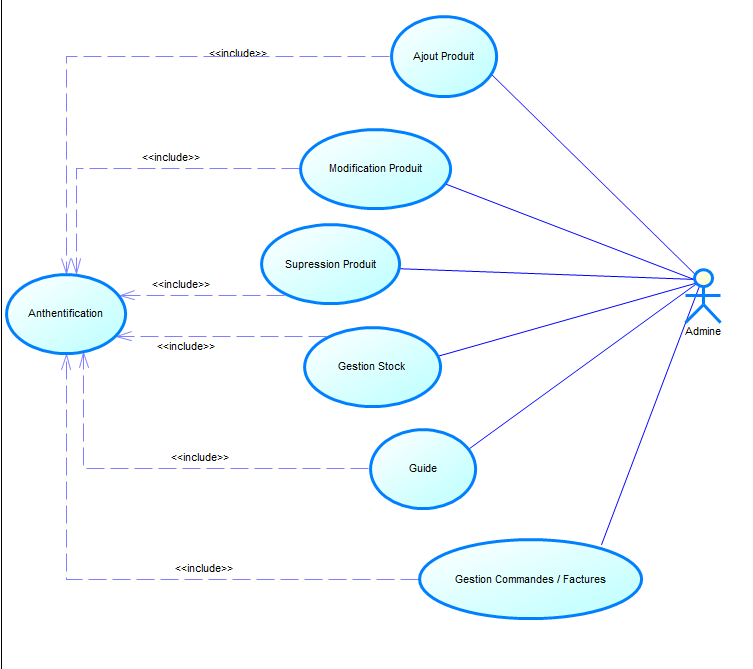 <<include>>
Ajout Produit
<<include>>
Modification Produit
Supression Produit
<<include>>
Anthentification
Admine
<<include>>
Gestion Stock
<<include>>
Guide
<<include>>
Gestion Commandes / Factures